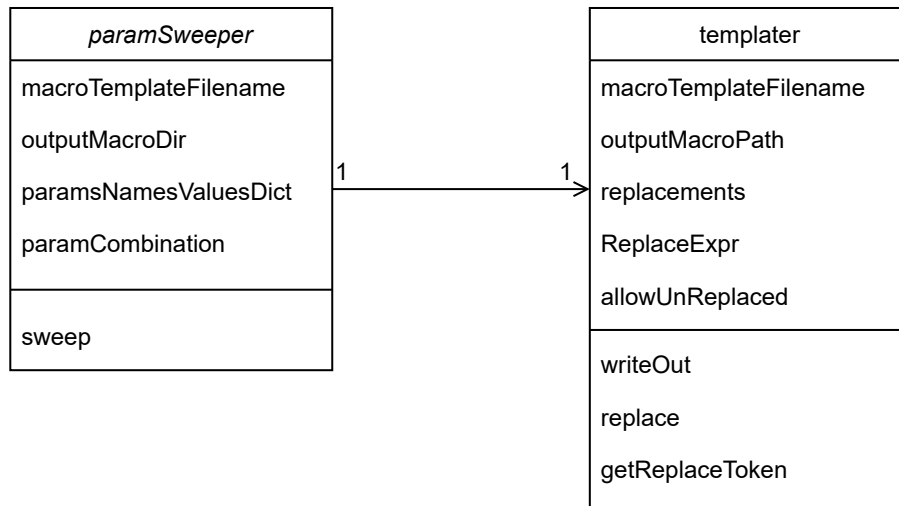 paramSweeper
macroTemplateFilename
outputMacroDir
paramsNamesValuesDict
paramCombination
sweep
1
1
templater
macroTemplateFilename
outputMacroPath
replacements
ReplaceExpr
allowUnReplaced
writeOut
replace
getReplaceToken